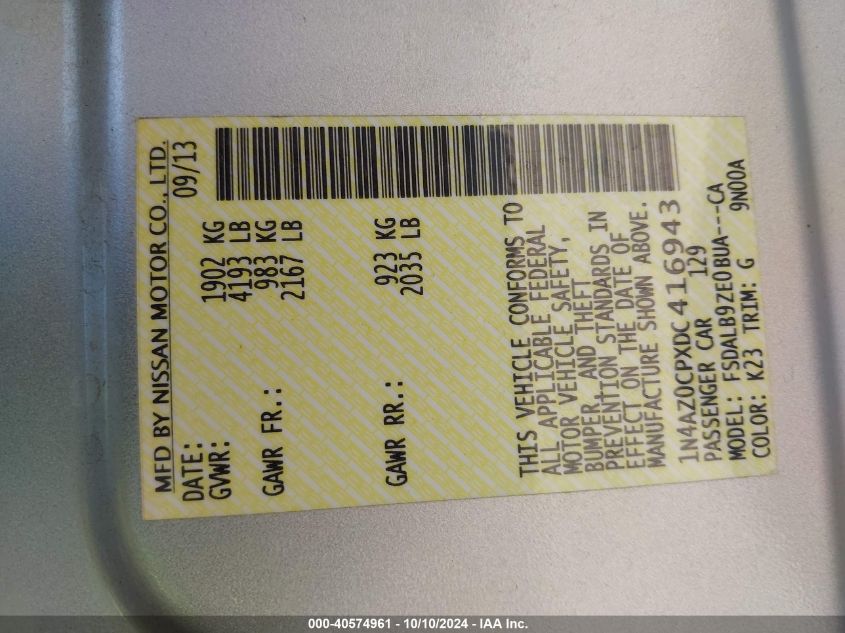 MFD BY NISSAN MOTOR CO., LTD.
DATE: 09/13
GVWR: 1902 KG
4193 LB
GAWR FR.: 983 KG
2167 LB
GAWR RR.: 923 KG
2035 LB
THIS VEHICLE CONFORMS TO
ALL APPLICABLE FEDERAL
MOTOR VEHICLE SAFETY,
BUMPER, AND THEFT
PREVENTION STANDARDS IN
EFFECT ON THE DATE OF
MANUFACTURE SHOWN ABOVE.
1N4AZ0CPXDC416943
PASSENGER CAR 129
MODEL: FSDALB9ZE0BUA---CA
COLOR: K23 TRIM: G 9N00A
000-40574961 - 10/10/2024 - IAA Inc.